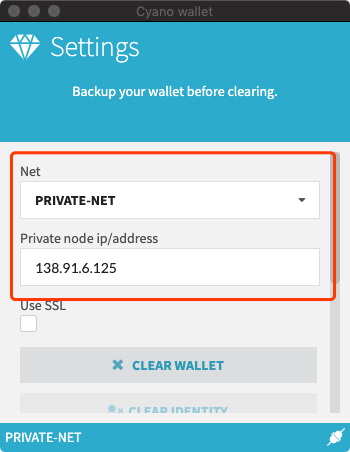 Cyano wallet
Settings
Backup your wallet before clearing.
Net
PRIVATE-NET
Private node ip/address
138.91.6.125
Use SSL
CLEAR WALLET
CLEAR IDENTITY
PRIVATE-NET